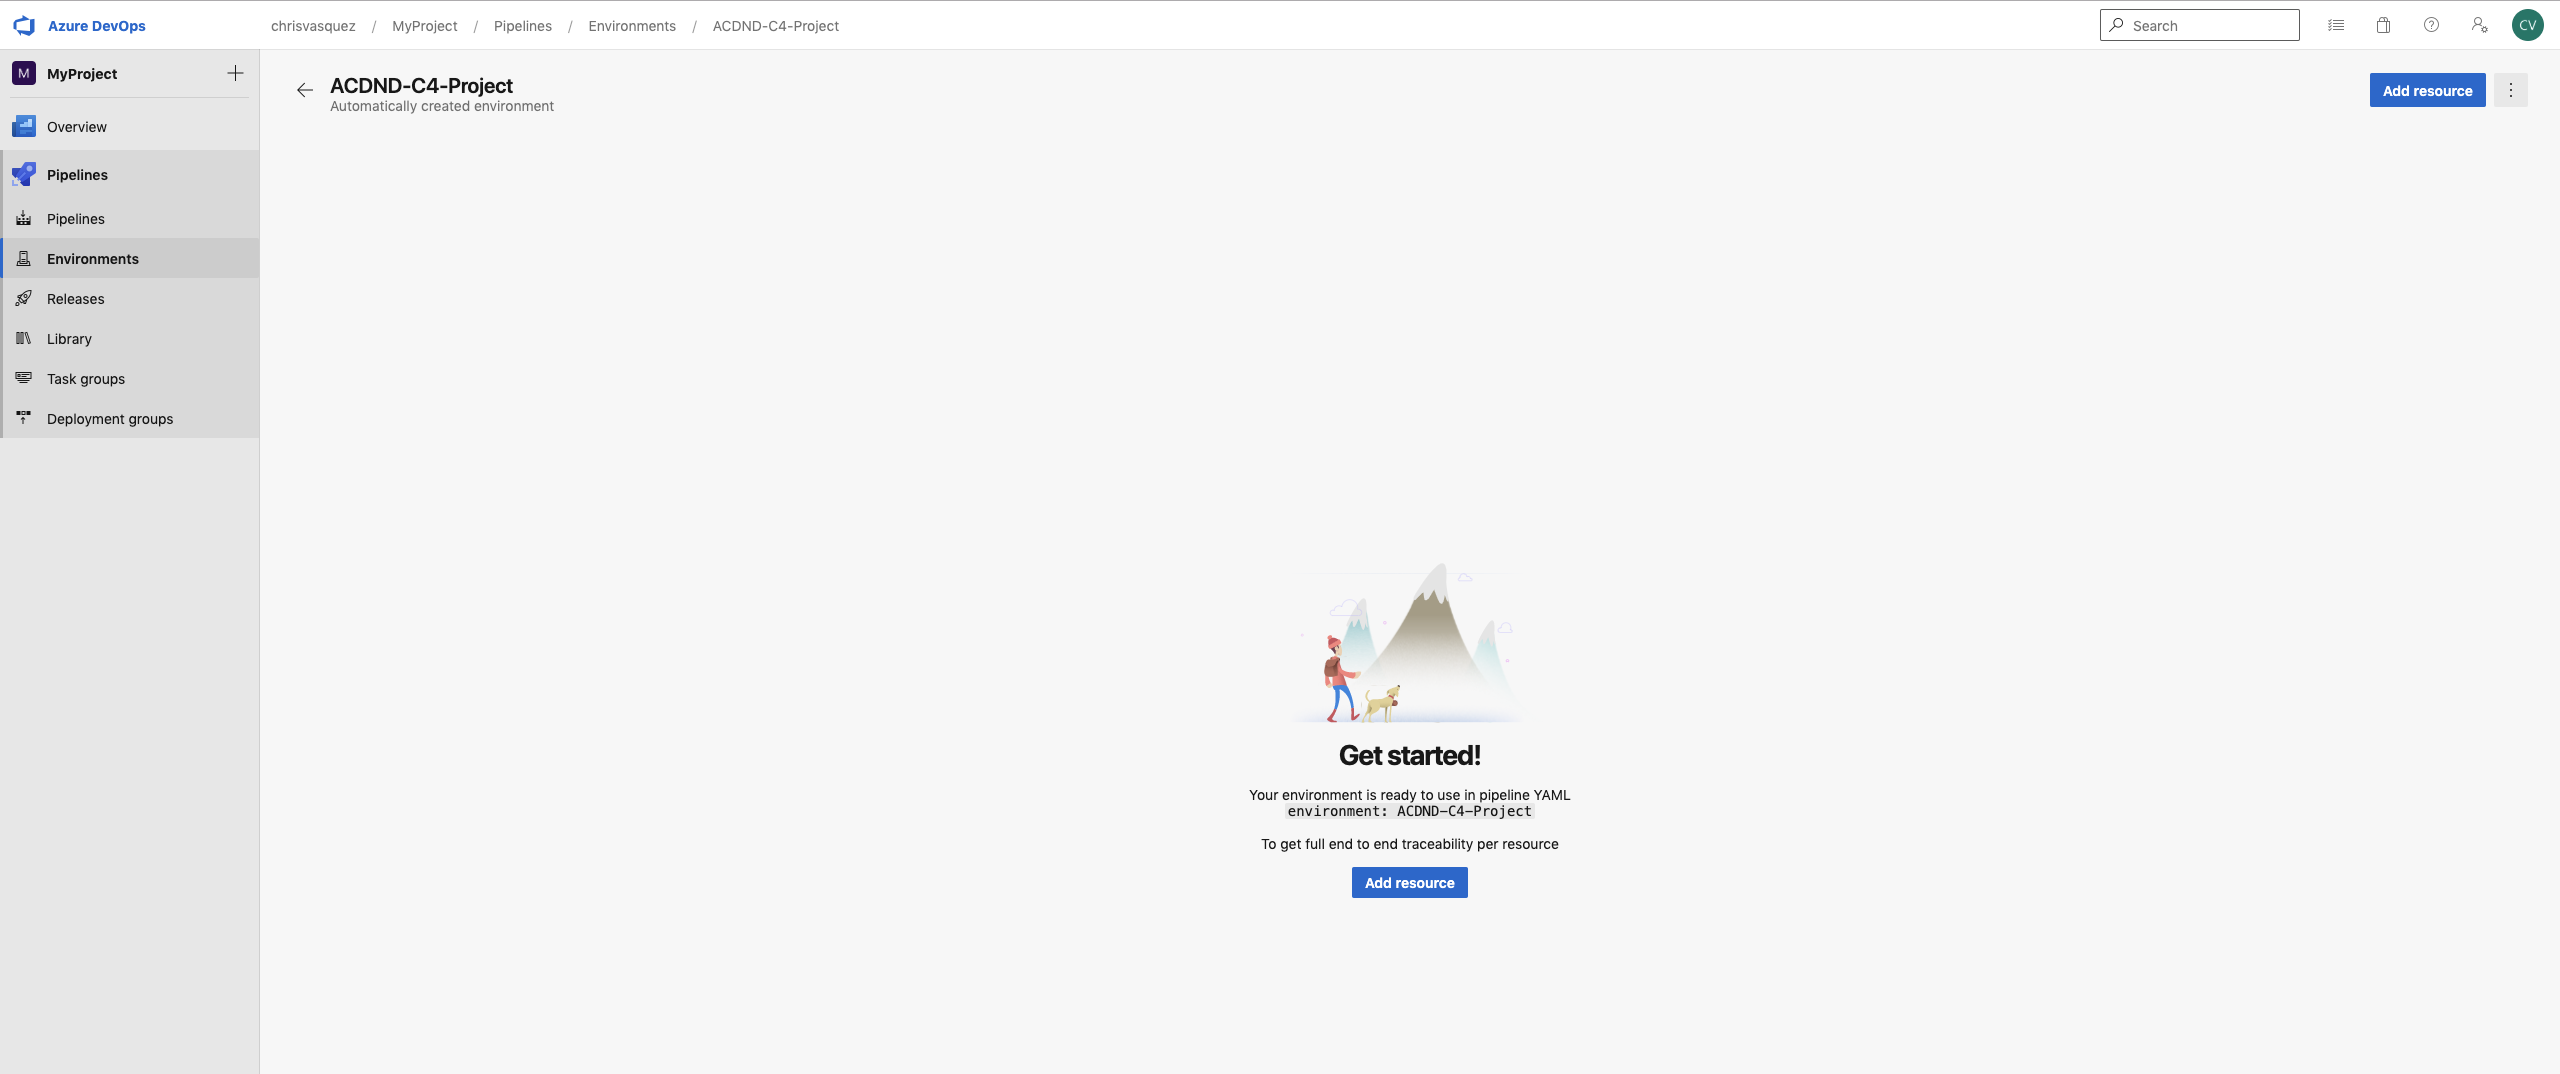 Azure DevOps
chrisvasquez / MyProject / Pipelines / Environments / ACDND-C4-Project
Search
CV
M MyProject
Overview
Pipelines
Pipelines
Environments
Releases
Library
Task groups
Deployment groups
ACDND-C4-Project
Automatically created environment
Add resource
Get started!
Your environment is ready to use in pipeline YAML
environment: ACDND-C4-Project
To get full end to end traceability per resource
Add resource